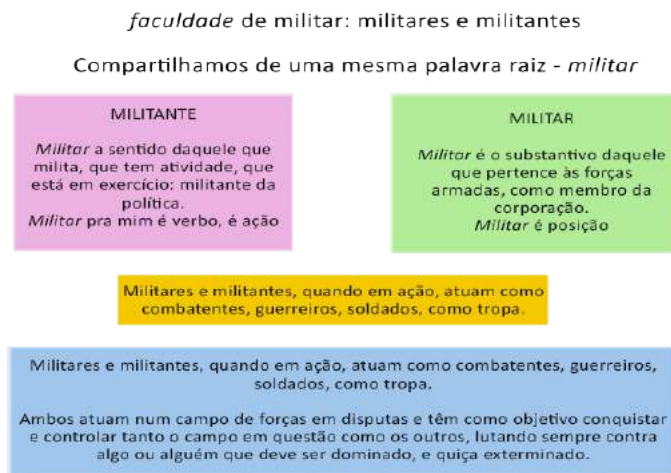 faculdade de militar: militares e militantes
Compartilhamos de uma mesma palavra raiz - militar
MILITANTE
Militar a sentido daquele que
milita, que tem atividade, que
está em exercício: militante da
política.
Militar pra mim é verbo, é ação
MILITAR
Militar é o substantivo daquele
que pertence às forças
armadas, como membro da
corporação.
Militar é posição
Militares e militantes, quando em ação, atuam como
combatentes, guerreiros, soldados, como tropa.
Militares e militantes, quando em ação, atuam como combatentes, guerreiros,
soldados, como tropa.
Ambos atuam num campo de forças em disputas e têm como objetivo conquistar
e controlar tanto o campo em questão como os outros, lutando sempre contra
algo ou alguém que deve ser dominado, e quiça exterminado.